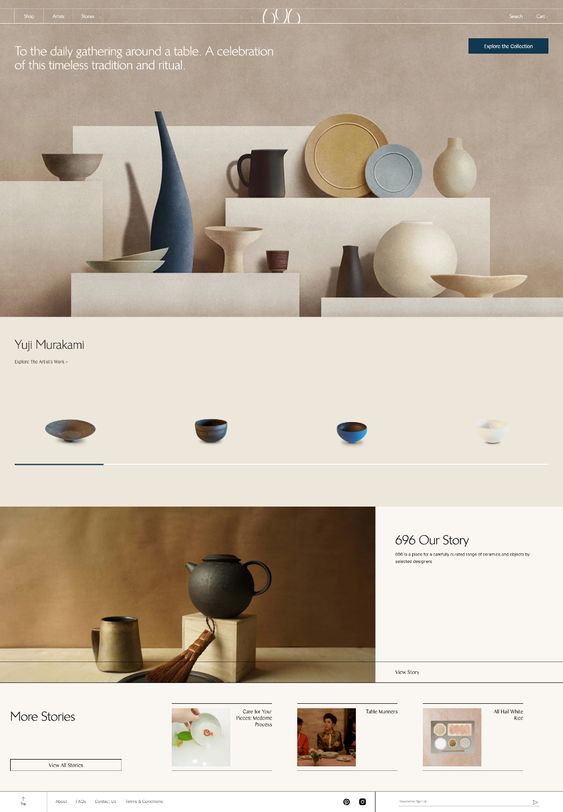 Shop
Artists
Stories
696
Search
Cart
To the daily gathering around a table. A celebration
of this timeless tradition and ritual.
Explore the Collection
Yuji Murakami
Explore The Artist's Work >
696 Our Story
696 is a place for a carefully curated range of ceramics and objects by
selected designers
View Story
More Stories
View All Stories
Care for Your
Pieces: Medome
Process
Table Manners
All Hail White
Rice
About
FAQs
Contact Us
Terms & Conditions
Newsletter Sign Up